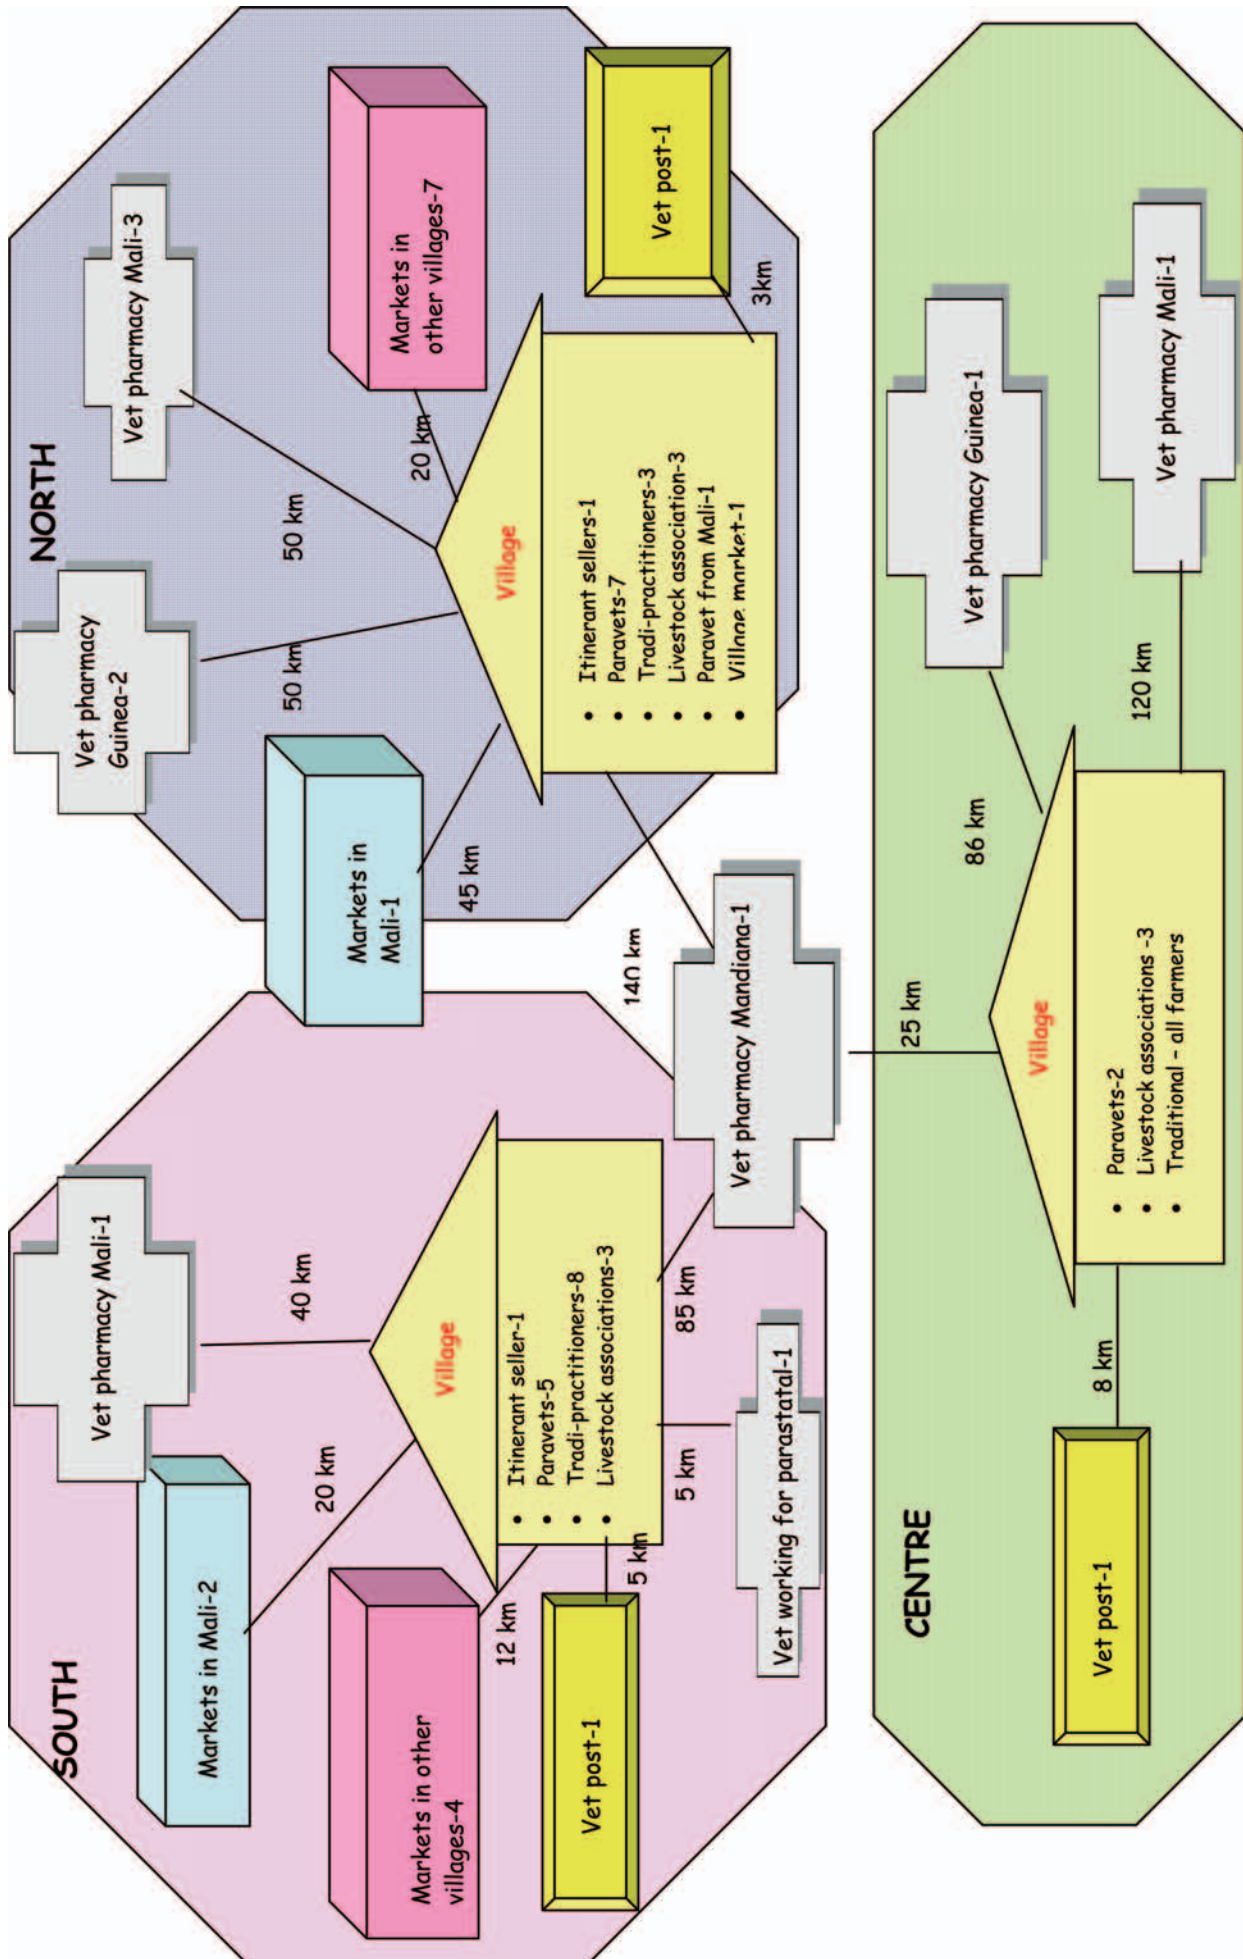 SOUTH
Markets in Mali-2
Vet pharmacy Mali-1
20 km
40 km
Markets in other
villages-4
12 km
Village
Itinerant seller-1
Paravets-5
Tradi-practitioners-8
Livestock associations-3
Vet post-1
5 km
5 km
85 km
Vet working for parastatal-1
Vet pharmacy Mandiana-1
140 km
NORTH
Vet pharmacy
Guinea-2
Vet pharmacy Mali-3
50 km
50 km
Markets in
Mali-1
45 km
20 km
Markets in
other villages-7
Village
Itinerant sellers-1
Paravets-7
Tradi-practitioners-3
Livestock association-3
Paravet from Mali-1
Village market-1
Vet post-1
3km
CENTRE
25 km
86 km
Vet pharmacy Guinea-1
Village
Paravets-2
Livestock associations -3
Traditional – all farmers
Vet post-1
8 km
120 km
Vet pharmacy Mali-1